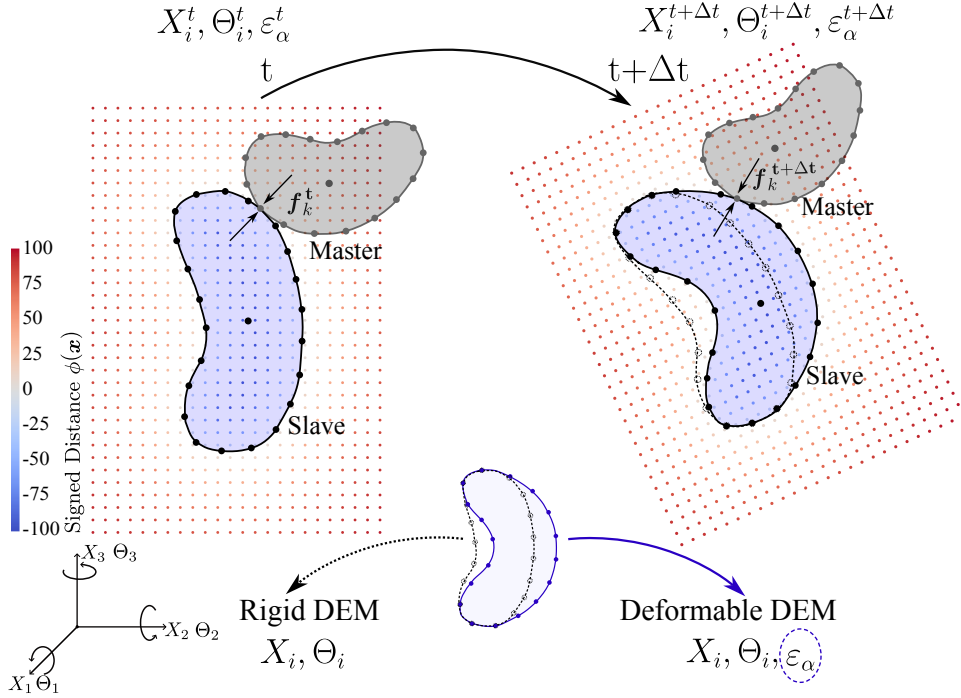 X_i^t, Θ_i^t, ε_α^t
X_i^{t+Δt}, Θ_i^{t+Δt}, ε_α^{t+Δt}
t
t+Δt
f_k^t
f_k^{t+Δt}
Master
Master
Slave
Slave
100
75
50
25
0
-25
-50
-75
-100
Signed Distance ϕ(x)
X_3 Θ_3
X_2 Θ_2
X_1 Θ_1
Rigid DEM
X_i, Θ_i
Deformable DEM
X_i, Θ_i, ε_α